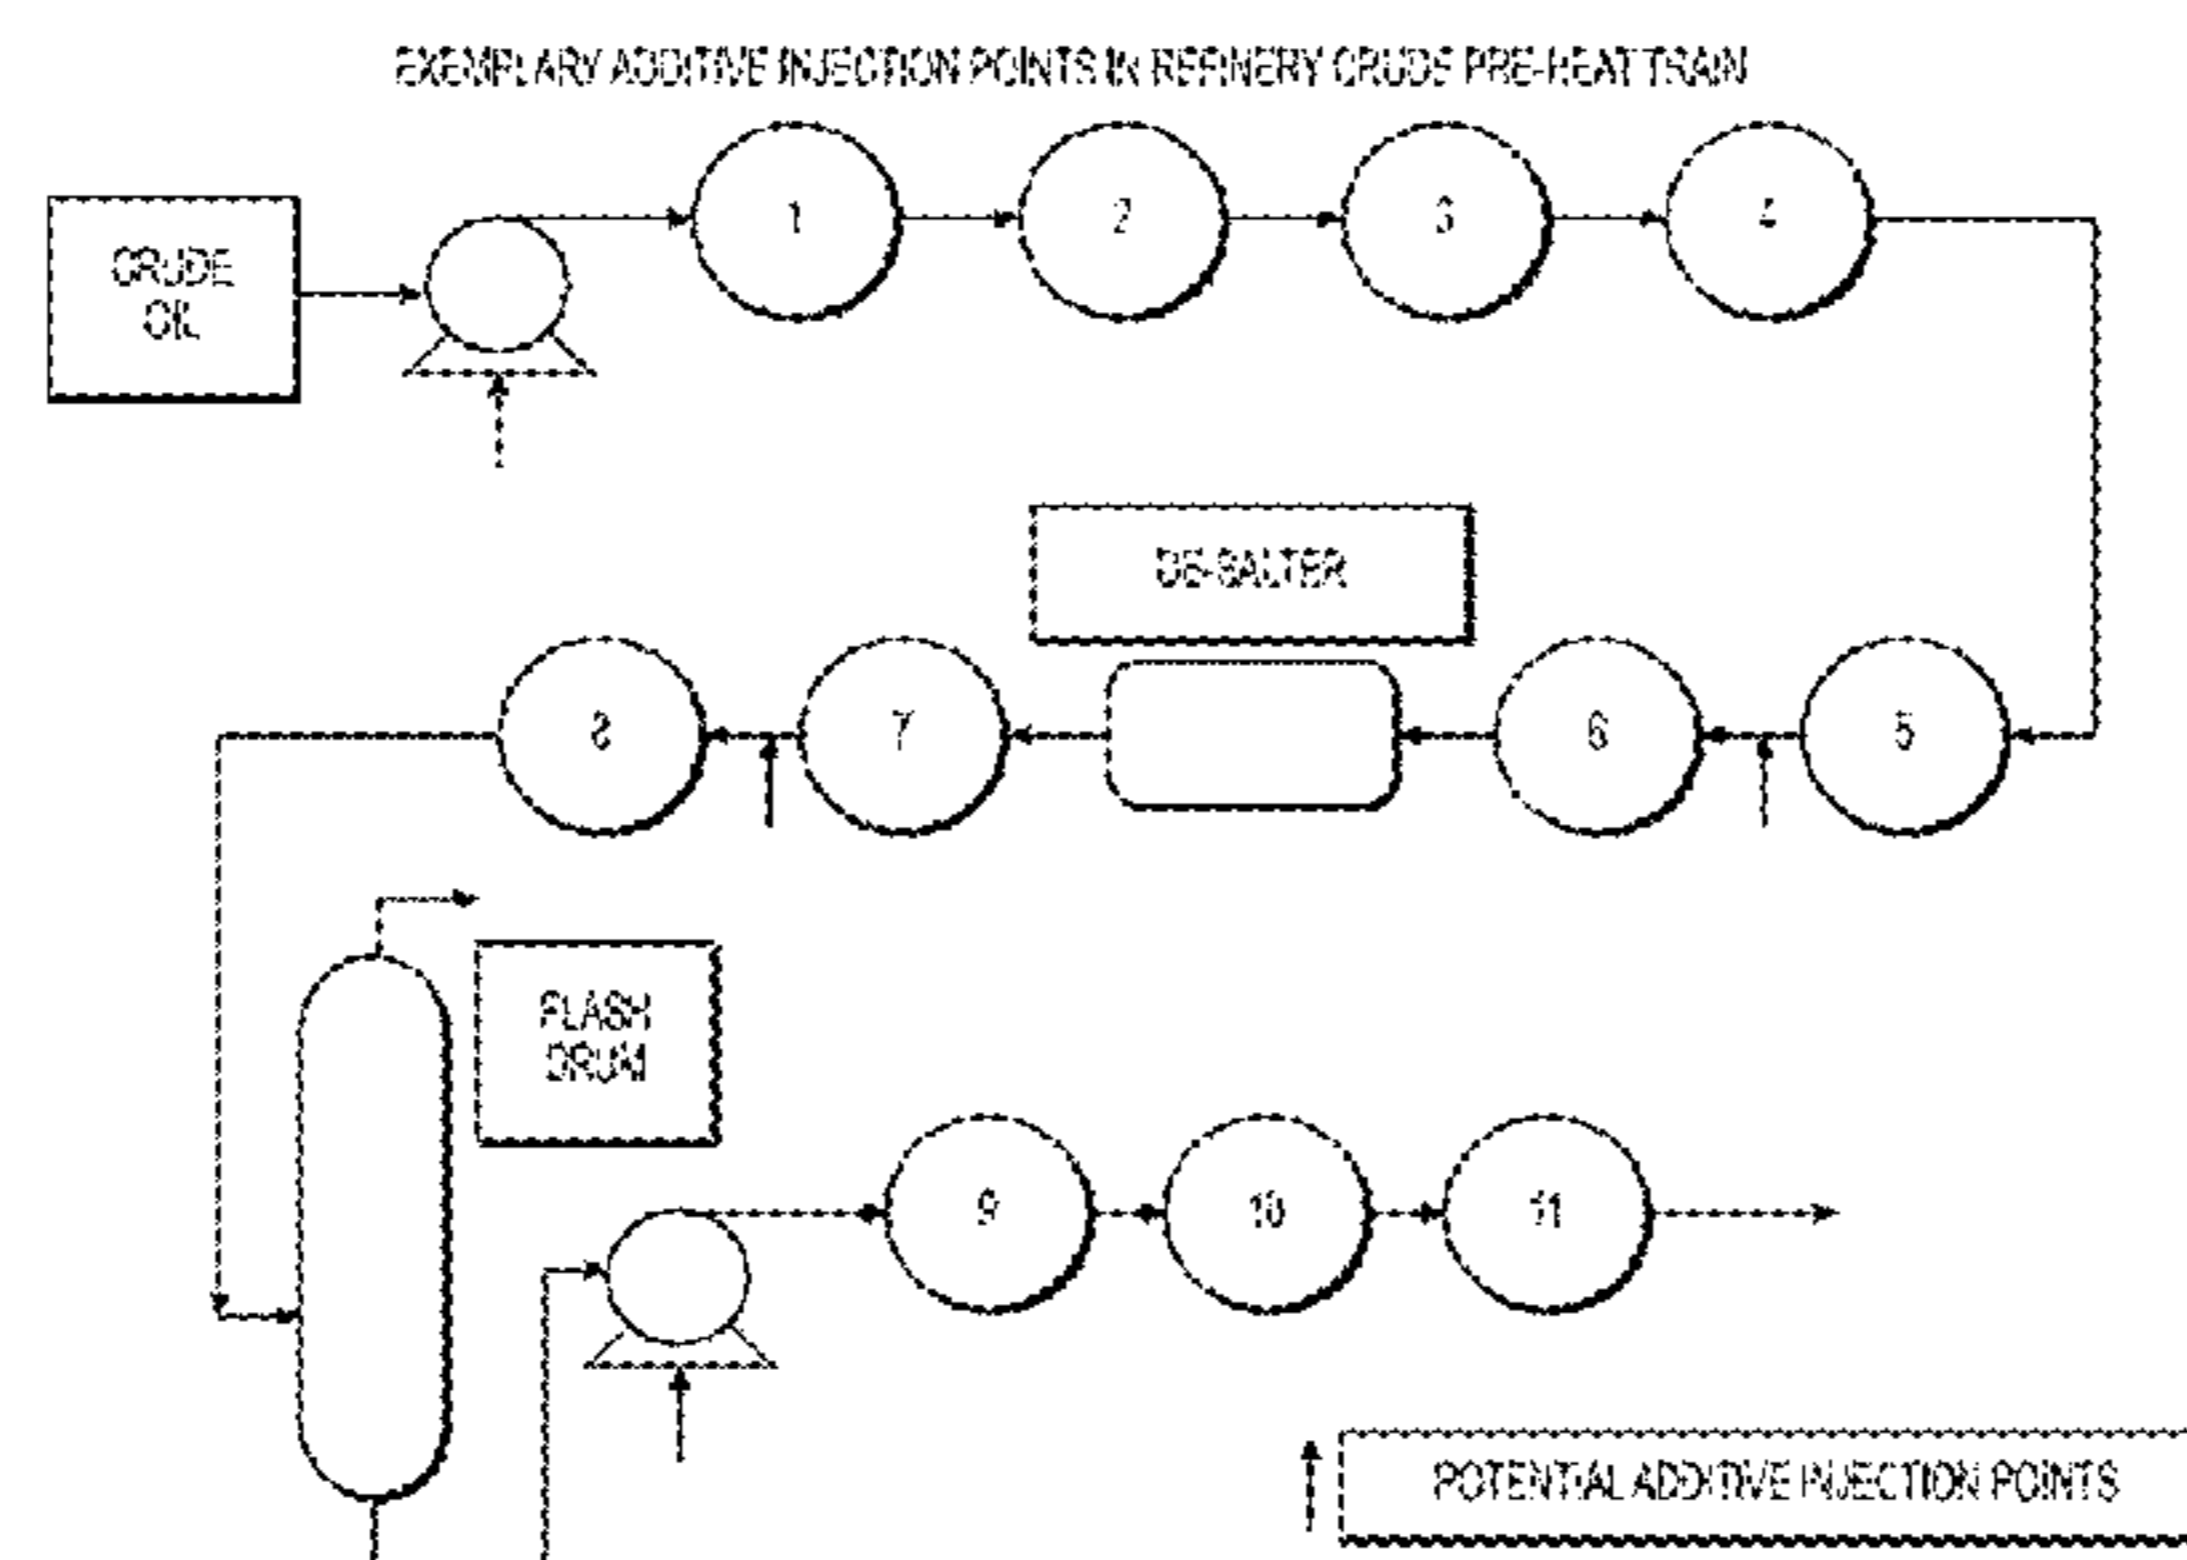 EXEMPLARY ADDITIVE INJECTION POINTS IN REFINERY CRUDE PRE-HEAT TRAIN
1
2
3
4
CRUDE
OIL
DE-SALTER
8
7
6
5
FLASH
DRUM
9
10
11
POTENTIAL ADDITIVE INJECTION POINTS